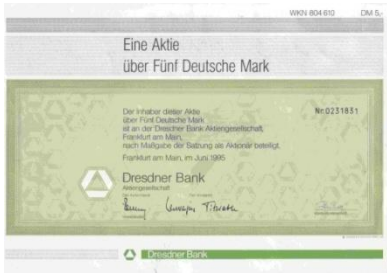 WKN 804 610 DM 5,-
Eine Aktie
über Fünf Deutsche Mark
Der Inhaber dieser Aktie
über Fünf Deutsche Mark
ist an der Dresdner Bank Aktiengesellschaft,
Frankfurt am Main,
nach Maßgabe der Satzung als Aktionär beteiligt.
Frankfurt am Main, im Juni 1995
Nr.0231831
Dresdner Bank
Aktiengesellschaft
Dresdner Bank